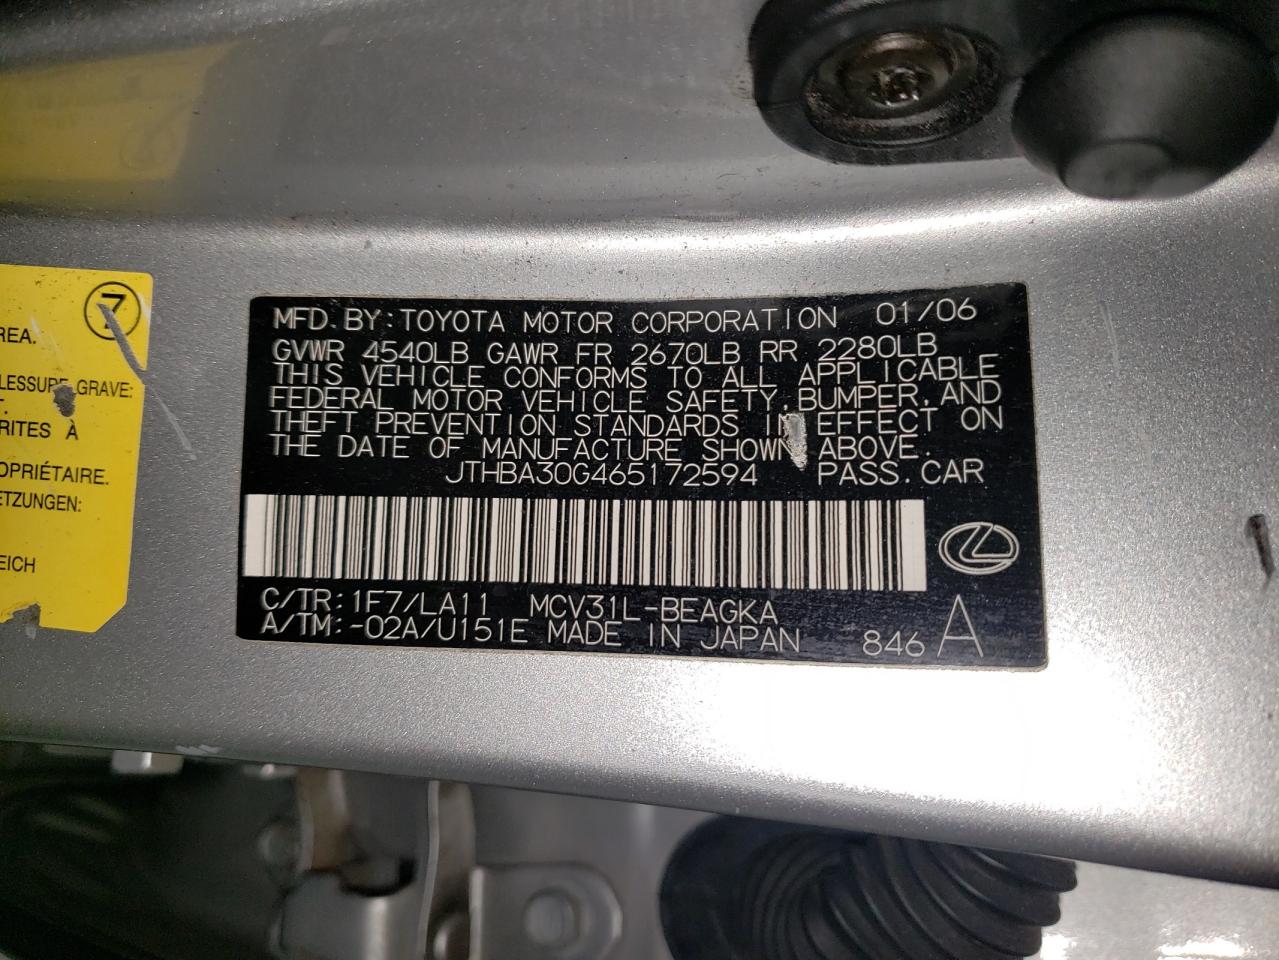 7
REA.
LESSURE GRAVE:
T.
RITES À
OPRIÉTAIRE.
ETZUNGEN:
EICH
MFD. BY: TOYOTA MOTOR CORPORATION 01/06
GVWR 4540LB GAWR FR 2670LB RR 2280LB
THIS VEHICLE CONFORMS TO ALL APPLICABLE
FEDERAL MOTOR VEHICLE SAFETY, BUMPER, AND
THEFT PREVENTION STANDARDS IN EFFECT ON
THE DATE OF MANUFACTURE SHOWN ABOVE.
JTHBA30G465172594 PASS. CAR
C/TR: 1F7/LA11 MCV31L-BEAGKA
A/TM: -02A/U151E MADE IN JAPAN 846 A